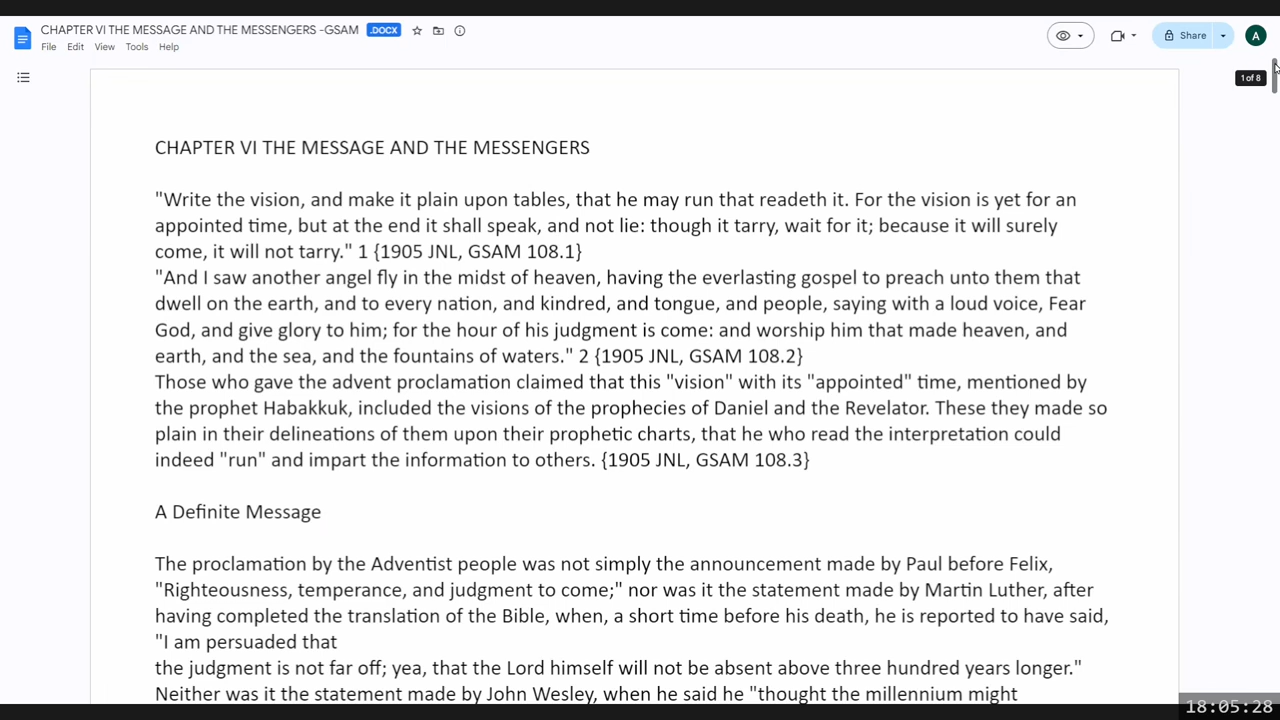 CHAPTER VI THE MESSAGE AND THE MESSENGERS -GSAM .DOCX
File Edit View Tools Help
Share
A
1 of 8
CHAPTER VI THE MESSAGE AND THE MESSENGERS
"Write the vision, and make it plain upon tables, that he may run that readeth it. For the vision is yet for an
appointed time, but at the end it shall speak, and not lie: though it tarry, wait for it; because it will surely
come, it will not tarry." 1 {1905 JNL, GSAM 108.1}
"And I saw another angel fly in the midst of heaven, having the everlasting gospel to preach unto them that
dwell on the earth, and to every nation, and kindred, and tongue, and people, saying with a loud voice, Fear
God, and give glory to him; for the hour of his judgment is come: and worship him that made heaven, and
earth, and the sea, and the fountains of waters." 2 {1905 JNL, GSAM 108.2}
Those who gave the advent proclamation claimed that this "vision" with its "appointed" time, mentioned by
the prophet Habakkuk, included the visions of the prophecies of Daniel and the Revelator. These they made so
plain in their delineations of them upon their prophetic charts, that he who read the interpretation could
indeed "run" and impart the information to others. {1905 JNL, GSAM 108.3}
A Definite Message
The proclamation by the Adventist people was not simply the announcement made by Paul before Felix,
"Righteousness, temperance, and judgment to come;" nor was it the statement made by Martin Luther, after
having completed the translation of the Bible, when, a short time before his death, he is reported to have said,
"I am persuaded that
the judgment is not far off; yea, that the Lord himself will not be absent above three hundred years longer."
Neither was it the statement made by John Wesley, when he said he "thought the millennium might
18:05:28